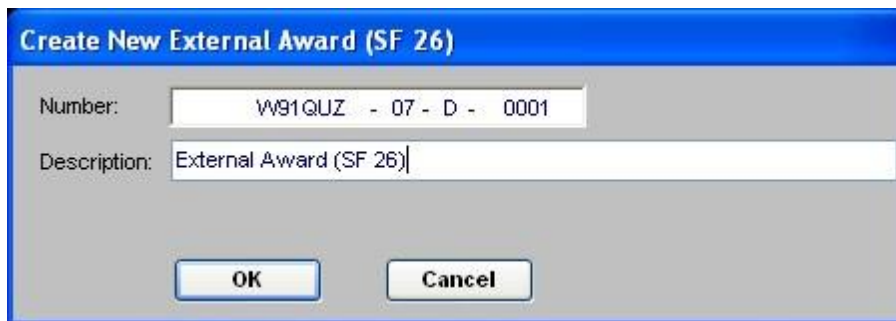 Create New External Award (SF 26)
Number: W91QUZ - 07 - D - 0001
Description: External Award (SF 26)
OK Cancel